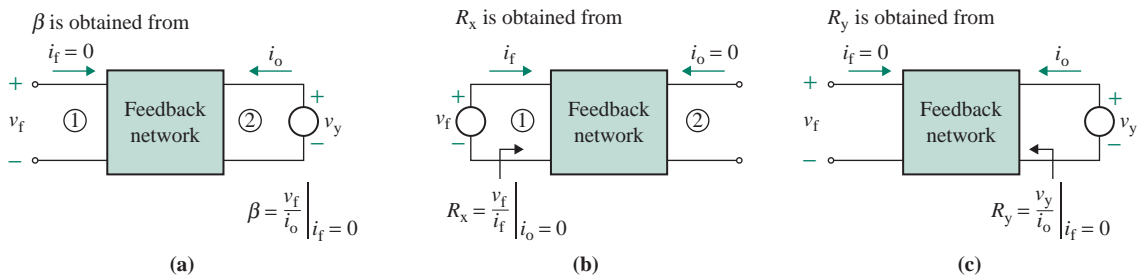 β is obtained from
i_f = 0
i_o
+
v_f
−
①
Feedback
network
②
+
v_y
−
β = v_f / i_o | i_f = 0
(a)
R_x is obtained from
i_f
i_o = 0
+
v_f
−
①
Feedback
network
②
R_x = v_f / i_f | i_o = 0
(b)
R_y is obtained from
i_f = 0
i_o
+
v_f
−
Feedback
network
+
v_y
−
R_y = v_y / i_o | i_f = 0
(c)